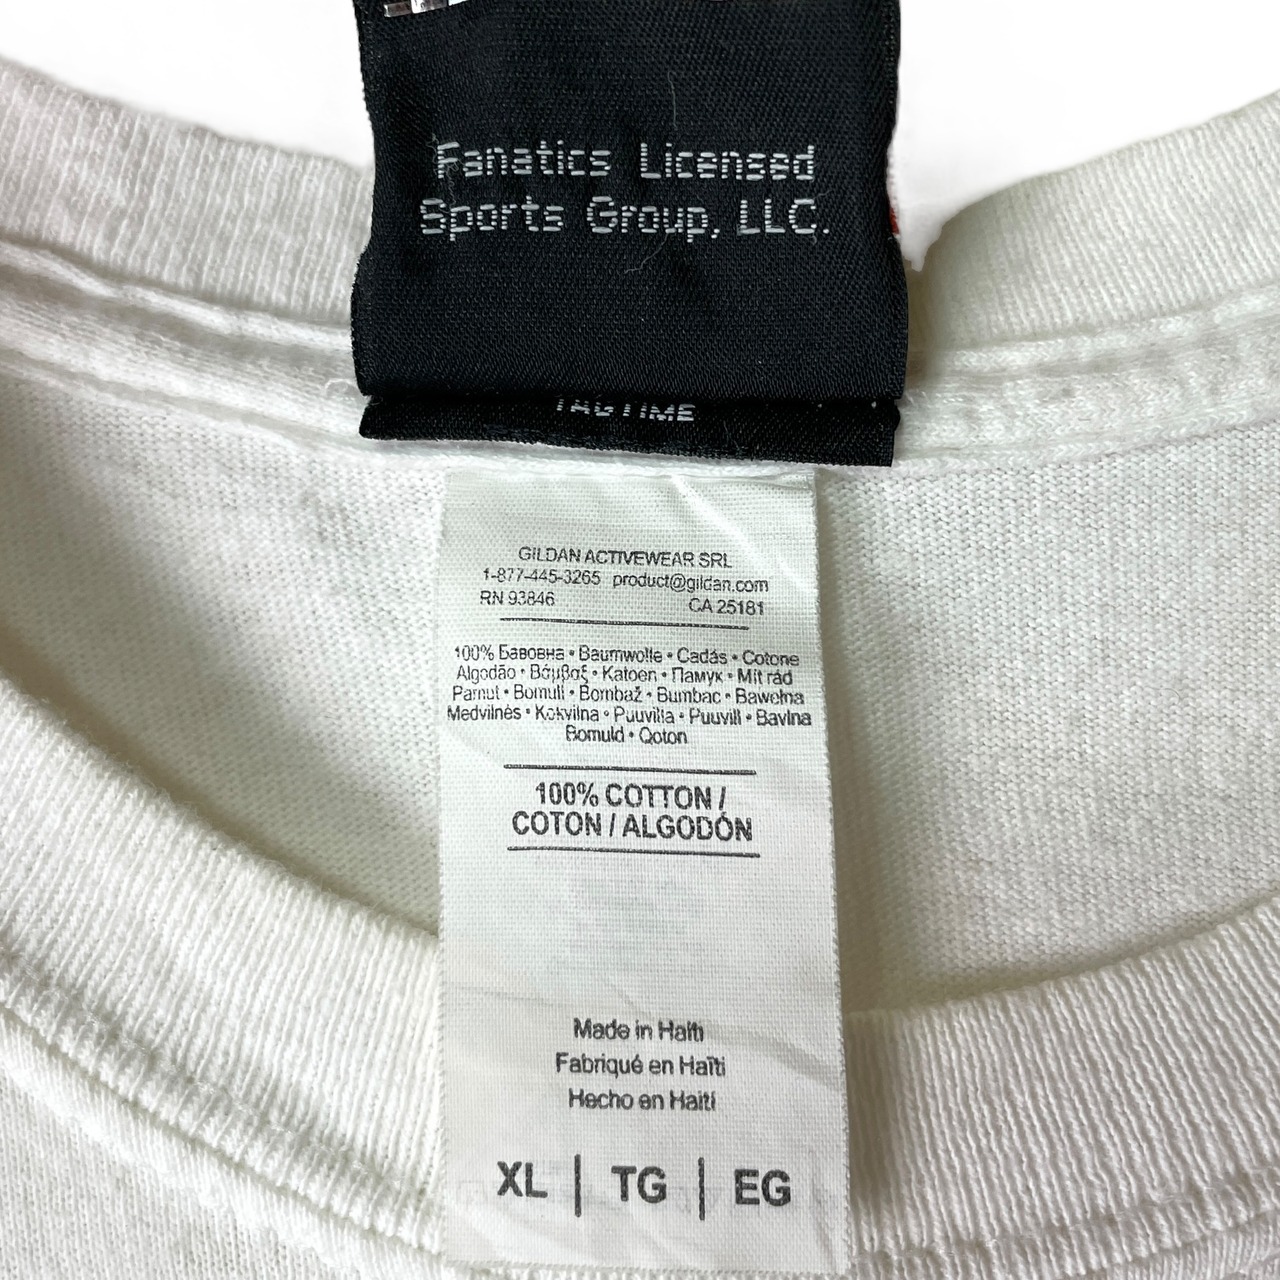 Fanatics Licensed
Sports Group, LLC.
TAGTIME
GILDAN ACTIVEWEAR SRL
1-877-445-3265 product@gildan.com
RN 93846 CA 25181
100% Бавовна • Baumwolle • Cadás • Cotone
Algodão • Βάμβαξ • Katoen • Памук • Mit rád
Pamut • Bomull • Bombaž • Bumbac • Bawełna
Medvilnės • Kokvilna • Puuvilla • Puuvill • Bavlna
Bomuld • Qoton
100% COTTON /
COTON / ALGODÓN
Made in Haiti
Fabriqué en Haïti
Hecho en Haití
XL | TG | EG